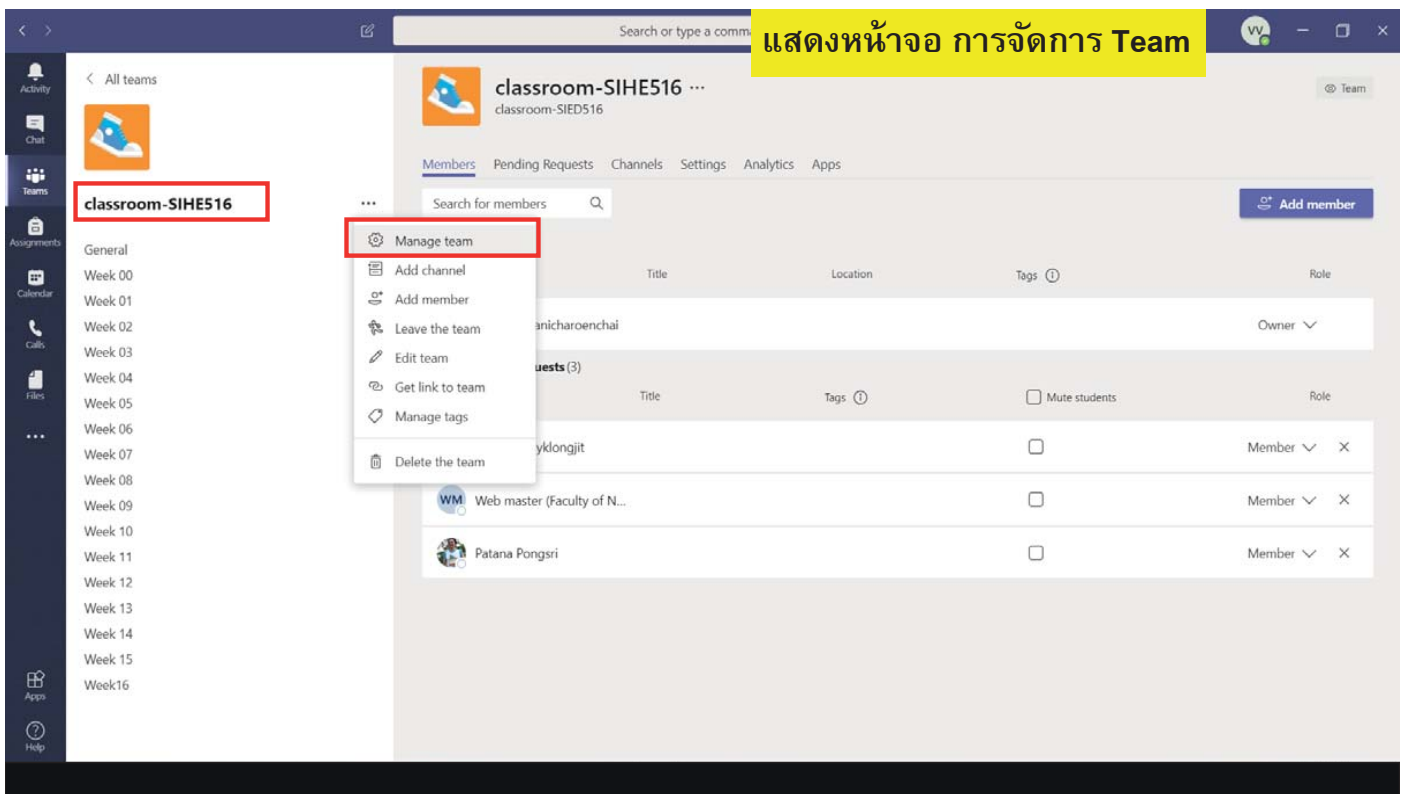 Search or type a comma
แสดงหน้าจอ การจัดการ Team
VV
Activity
Chat
Teams
Assignments
Calendar
Calls
Files
Apps
Help
All teams
classroom-SIHE516
General
Week 00
Week 01
Week 02
Week 03
Week 04
Week 05
Week 06
Week 07
Week 08
Week 09
Week 10
Week 11
Week 12
Week 13
Week 14
Week 15
Week16
Manage team
Add channel
Add member
Leave the team
Edit team
Get link to team
Manage tags
Delete the team
classroom-SIHE516 ...
classroom-SIED516
Team
Members Pending Requests Channels Settings Analytics Apps
Search for members
Add member
Title Location Tags Role
anicharoenchai Owner
uests (3)
Title Tags Mute students Role
yklongjit Member
WM Web master (Faculty of N... Member
Patana Pongsri Member